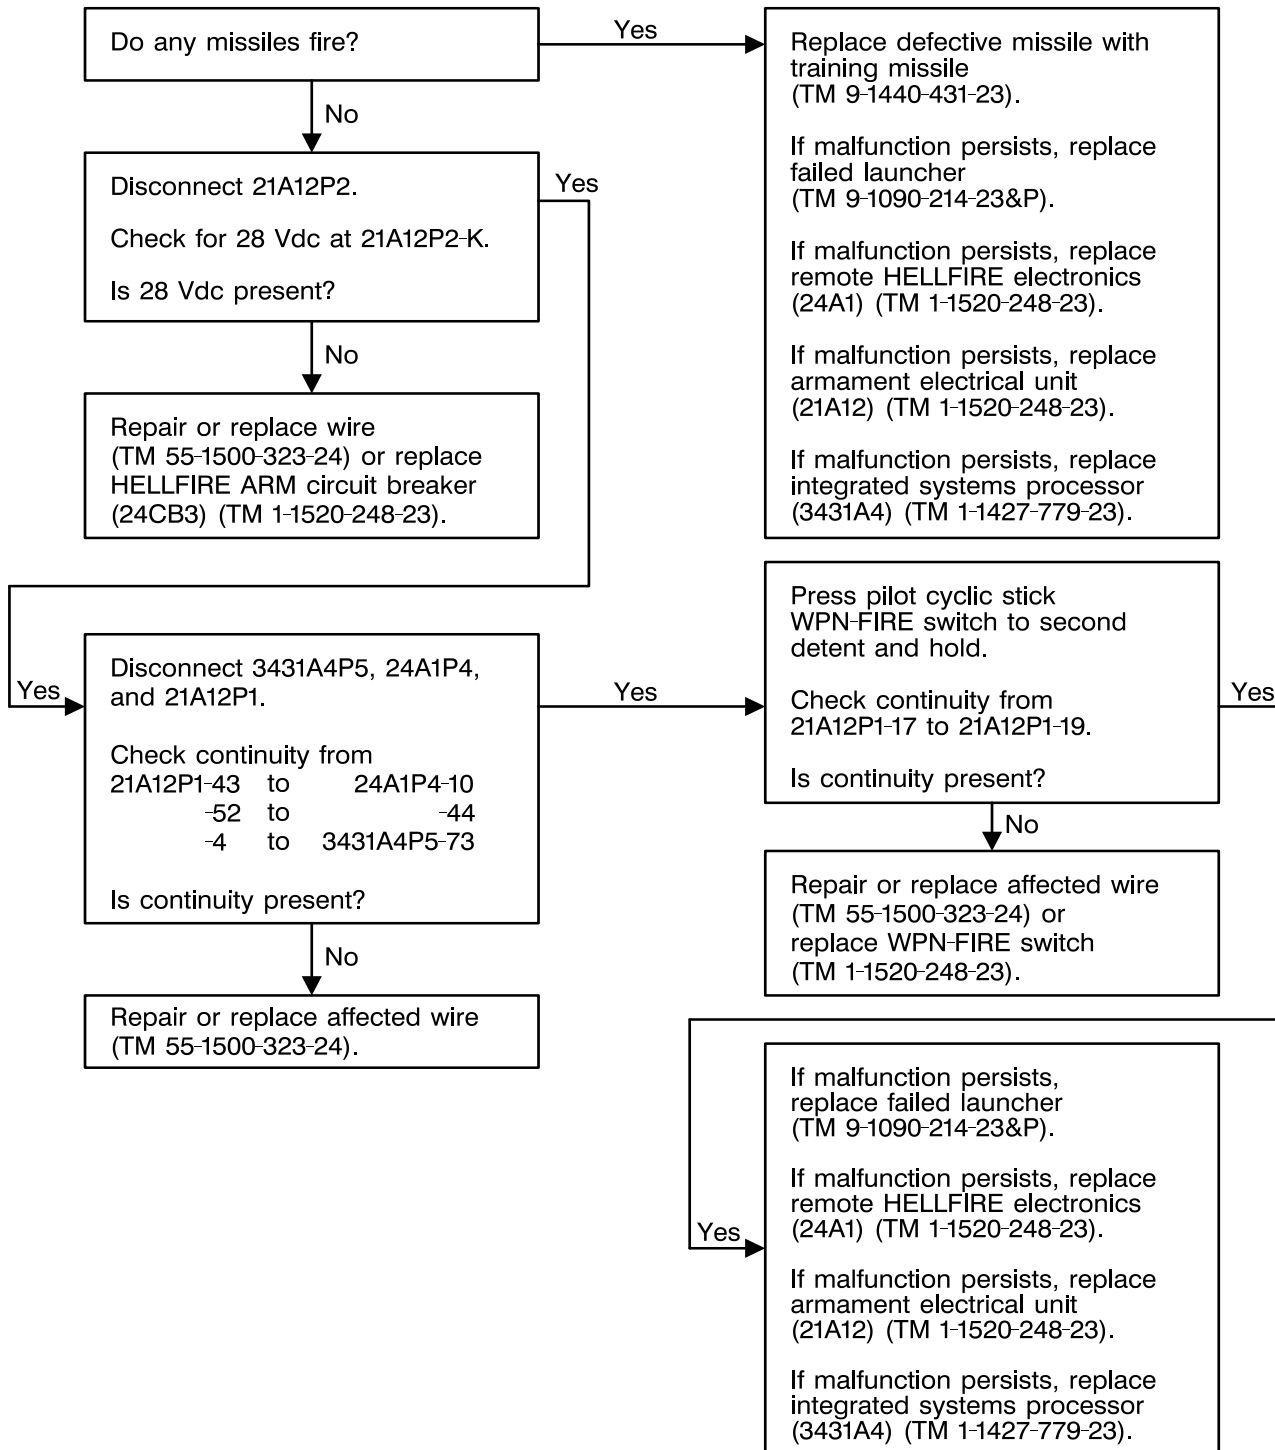 Do any missiles fire?
Yes
Replace defective missile with
training missile
(TM 9-1440-431-23).
If malfunction persists, replace
failed launcher
(TM 9-1090-214-23&P).
If malfunction persists, replace
remote HELLFIRE electronics
(24A1) (TM 1-1520-248-23).
If malfunction persists, replace
armament electrical unit
(21A12) (TM 1-1520-248-23).
If malfunction persists, replace
integrated systems processor
(3431A4) (TM 1-1427-779-23).
No
Disconnect 21A12P2.
Check for 28 Vdc at 21A12P2-K.
Is 28 Vdc present?
Yes
No
Repair or replace wire
(TM 55-1500-323-24) or replace
HELLFIRE ARM circuit breaker
(24CB3) (TM 1-1520-248-23).
Yes
Disconnect 3431A4P5, 24A1P4,
and 21A12P1.
Check continuity from
21A12P1-43 to 24A1P4-10
-52 to -44
-4 to 3431A4P5-73
Is continuity present?
Yes
No
Repair or replace affected wire
(TM 55-1500-323-24).
Press pilot cyclic stick
WPN-FIRE switch to second
detent and hold.
Check continuity from
21A12P1-17 to 21A12P1-19.
Is continuity present?
Yes
No
Repair or replace affected wire
(TM 55-1500-323-24) or
replace WPN-FIRE switch
(TM 1-1520-248-23).
Yes
If malfunction persists,
replace failed launcher
(TM 9-1090-214-23&P).
If malfunction persists, replace
remote HELLFIRE electronics
(24A1) (TM 1-1520-248-23).
If malfunction persists, replace
armament electrical unit
(21A12) (TM 1-1520-248-23).
If malfunction persists, replace
integrated systems processor
(3431A4) (TM 1-1427-779-23).